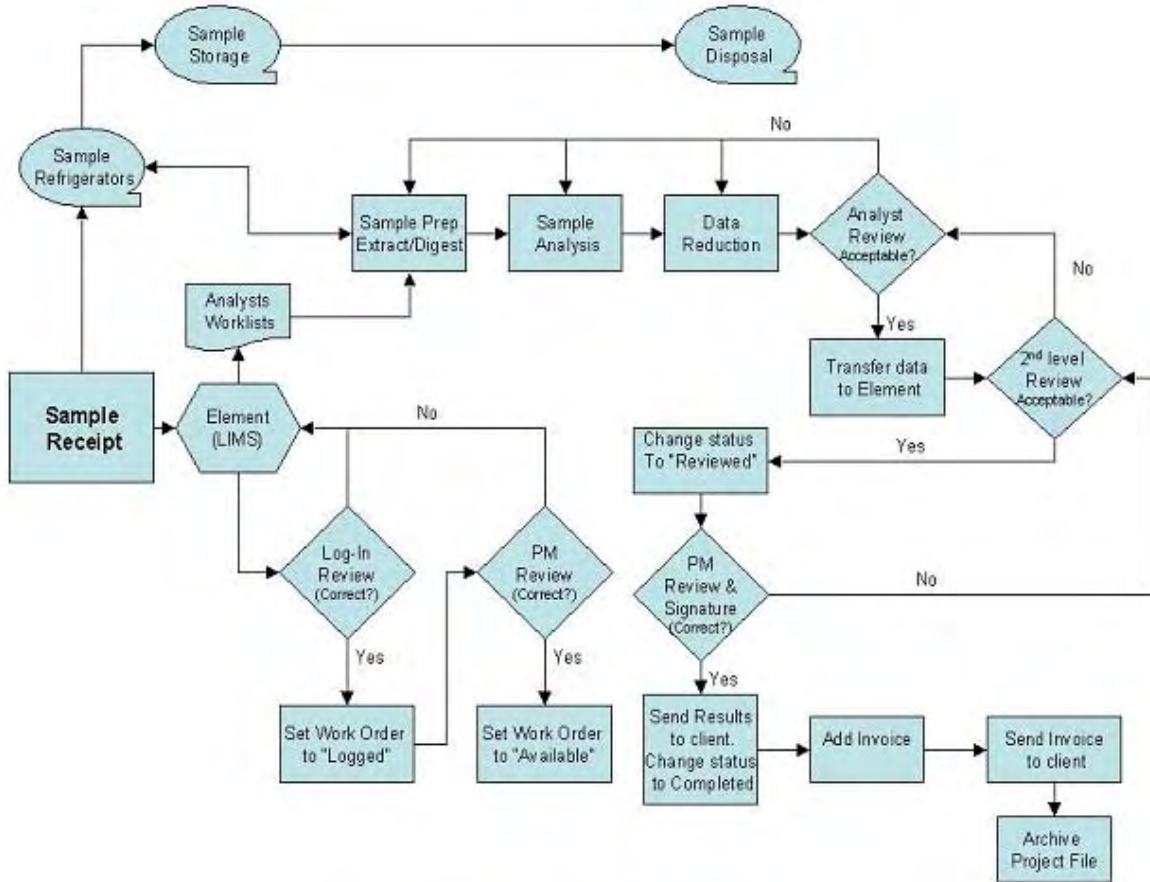 Sample
Storage
Sample
Disposal
No
Sample
Refrigerators
Sample Prep
Extract/Digest
Sample
Analysis
Data
Reduction
Analyst
Review
Acceptable?
No
Analysts
Worklists
Yes
Transfer data
to Element
2nd level
Review
Acceptable?
Sample
Receipt
Element
(LIMS)
No
Change status
To "Reviewed"
Yes
Log-In
Review
(Correct?)
PM
Review
(Correct?)
PM
Review &
Signature
(Correct?)
No
Yes
Yes
Yes
Set Work Order
to "Logged"
Set Work Order
to "Available"
Send Results
to client.
Change status
to Completed
Add Invoice
Send Invoice
to client
Archive
Project File